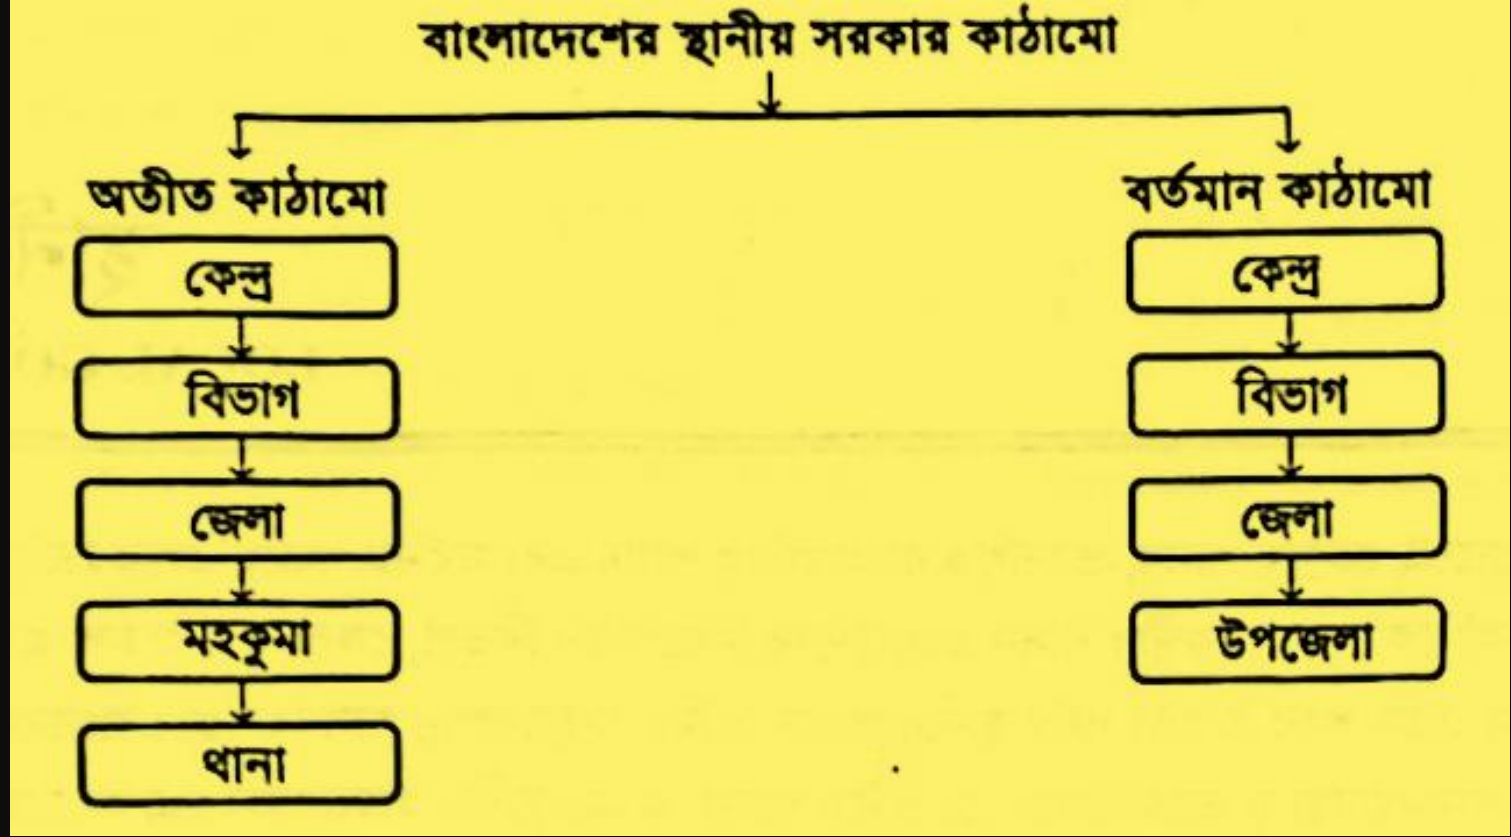 বাংলাদেশের স্থানীয় সরকার কাঠামো
অতীত কাঠামো
কেন্দ্র
বিভাগ
জেলা
মহকুমা
থানা
বর্তমান কাঠামো
কেন্দ্র
বিভাগ
জেলা
উপজেলা